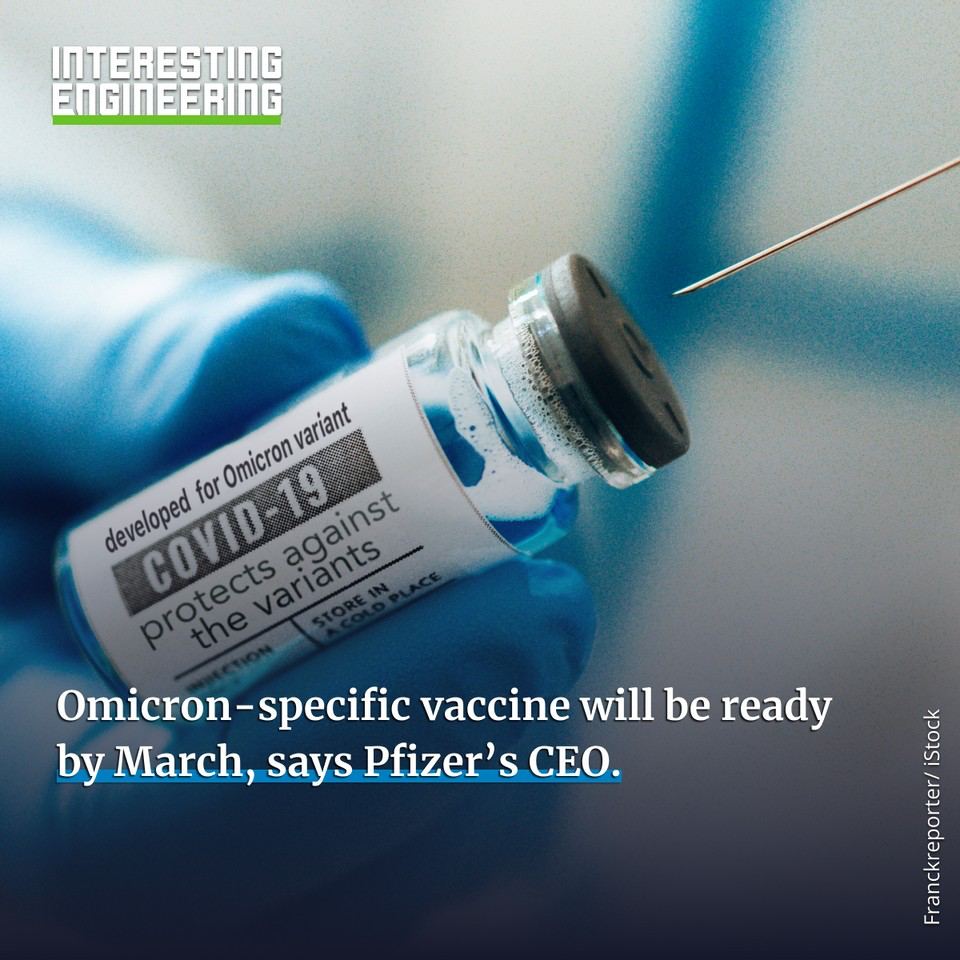 INTERESTING
ENGINEERING
developed for Omicron variant
COVID-19
protects against
the variants
STORE IN
A COLD PLACE
INJECTION
Omicron-specific vaccine will be ready
by March, says Pfizer’s CEO.
Franckreporter/ iStock